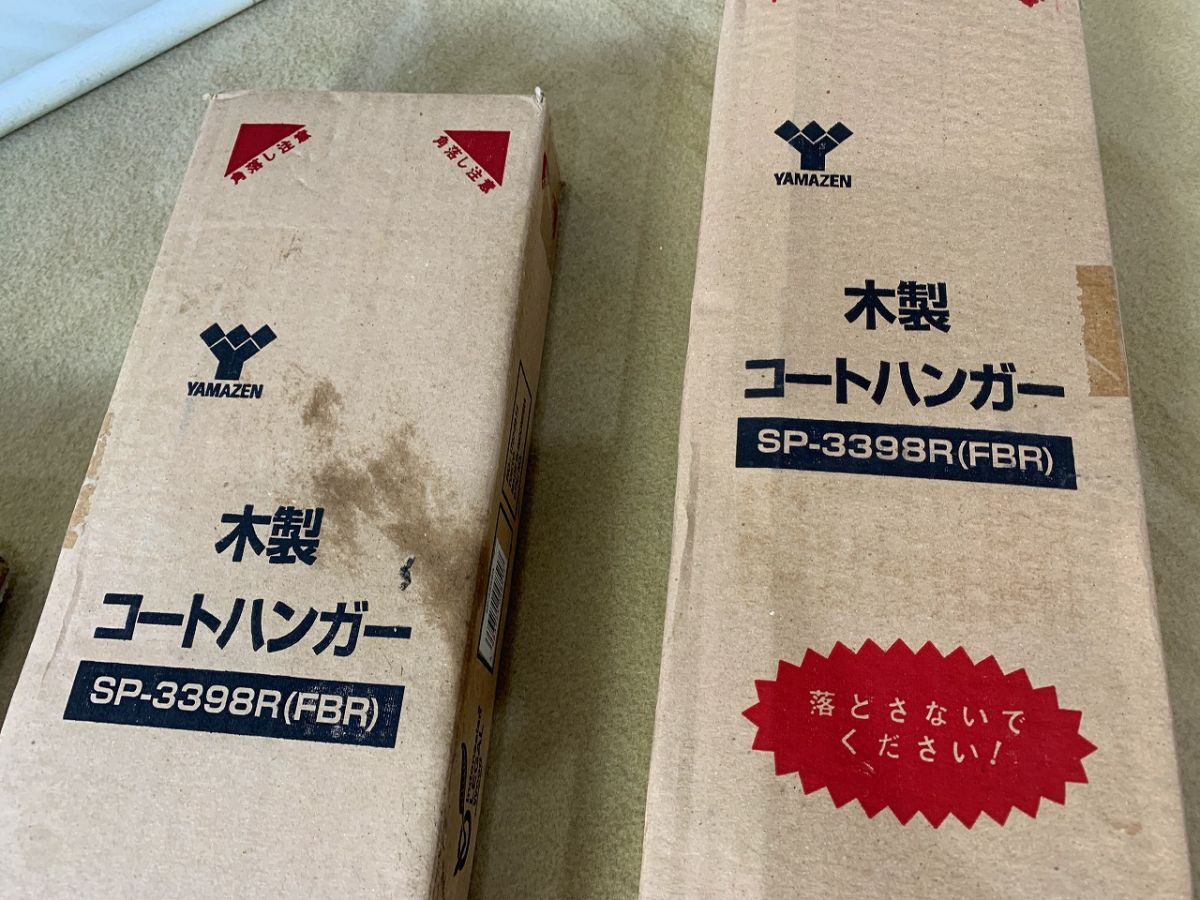 角落し注意
角落し注意
YAMAZEN
木製
コートハンガー
SP-3398R(FBR)
YAMAZEN
木製
コートハンガー
SP-3398R(FBR)
落とさないで
ください!